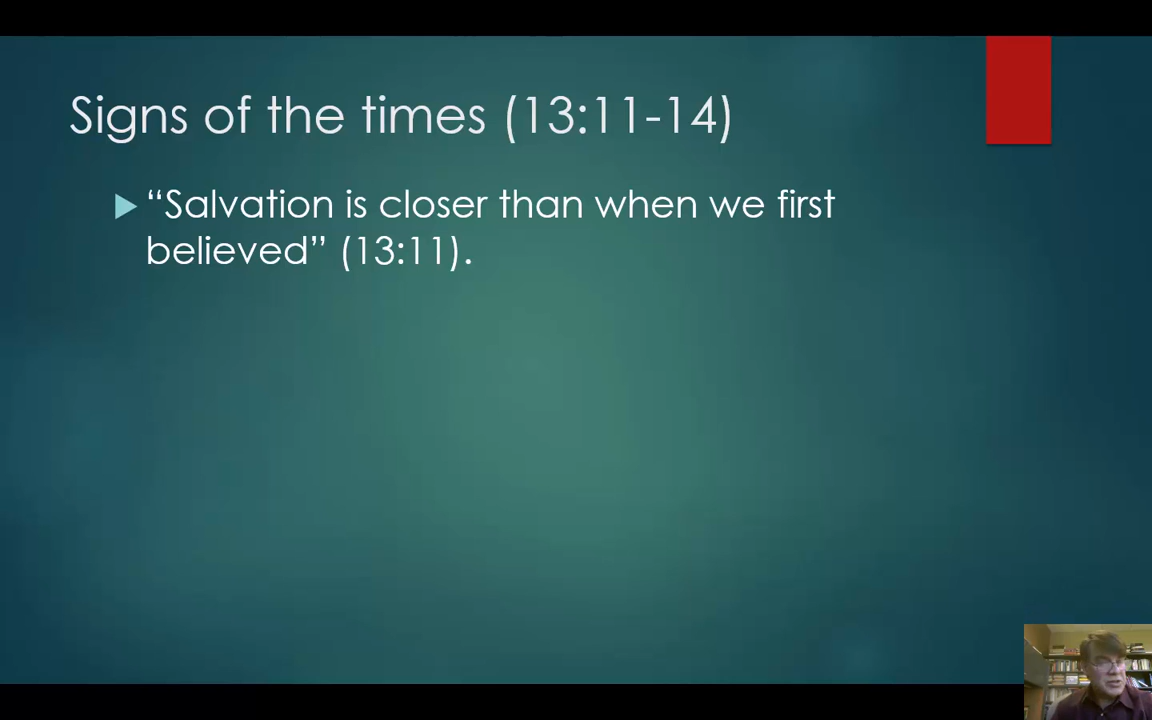 Signs of the times (13:11-14)
“Salvation is closer than when we first
believed” (13:11).